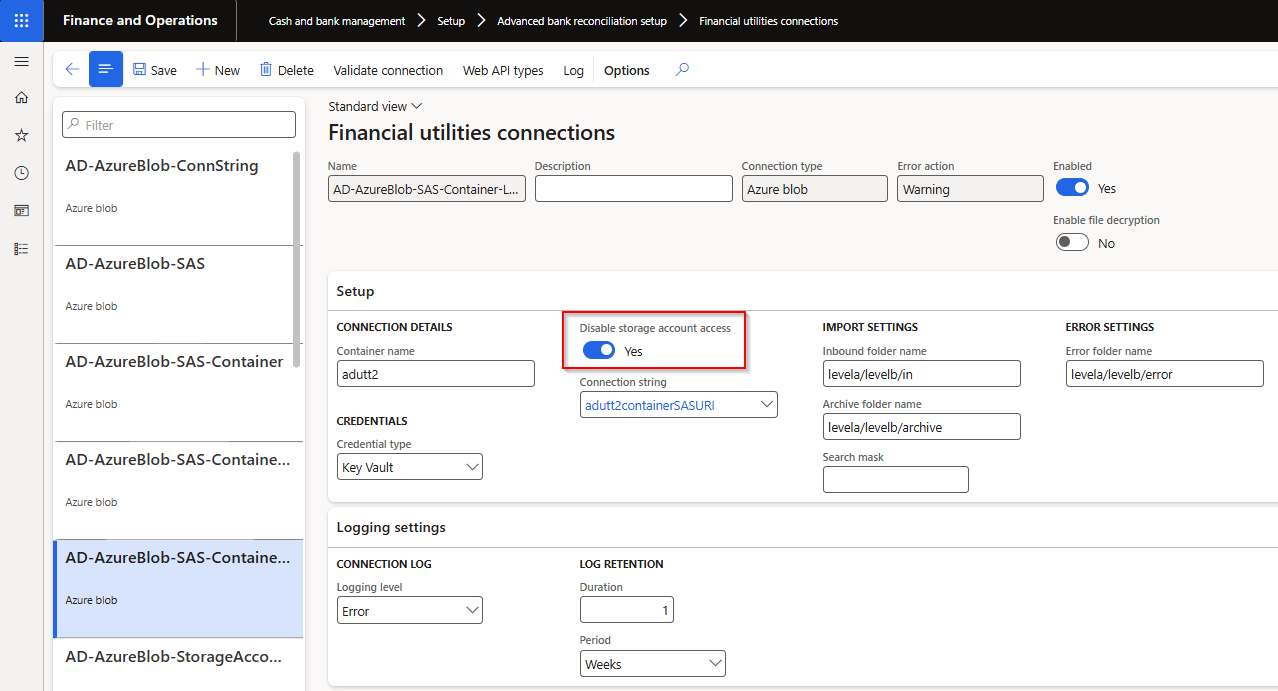 Finance and Operations
Cash and bank management > Setup > Advanced bank reconciliation setup > Financial utilities connections
Save New Delete Validate connection Web API types Log Options
Filter
AD-AzureBlob-ConnString
Azure blob
AD-AzureBlob-SAS
Azure blob
AD-AzureBlob-SAS-Container
Azure blob
AD-AzureBlob-SAS-Containe...
Azure blob
AD-AzureBlob-SAS-Containe...
Azure blob
AD-AzureBlob-StorageAcco...
Standard view
Financial utilities connections
Name
AD-AzureBlob-SAS-Container-L...
Description
Connection type
Azure blob
Error action
Warning
Enabled
Yes
Enable file decryption
No
Setup
CONNECTION DETAILS
Container name
adutt2
CREDENTIALS
Credential type
Key Vault
Disable storage account access
Yes
Connection string
adutt2containerSASURI
IMPORT SETTINGS
Inbound folder name
levela/levelb/in
Archive folder name
levela/levelb/archive
Search mask
ERROR SETTINGS
Error folder name
levela/levelb/error
Logging settings
CONNECTION LOG
Logging level
Error
LOG RETENTION
Duration
1
Period
Weeks